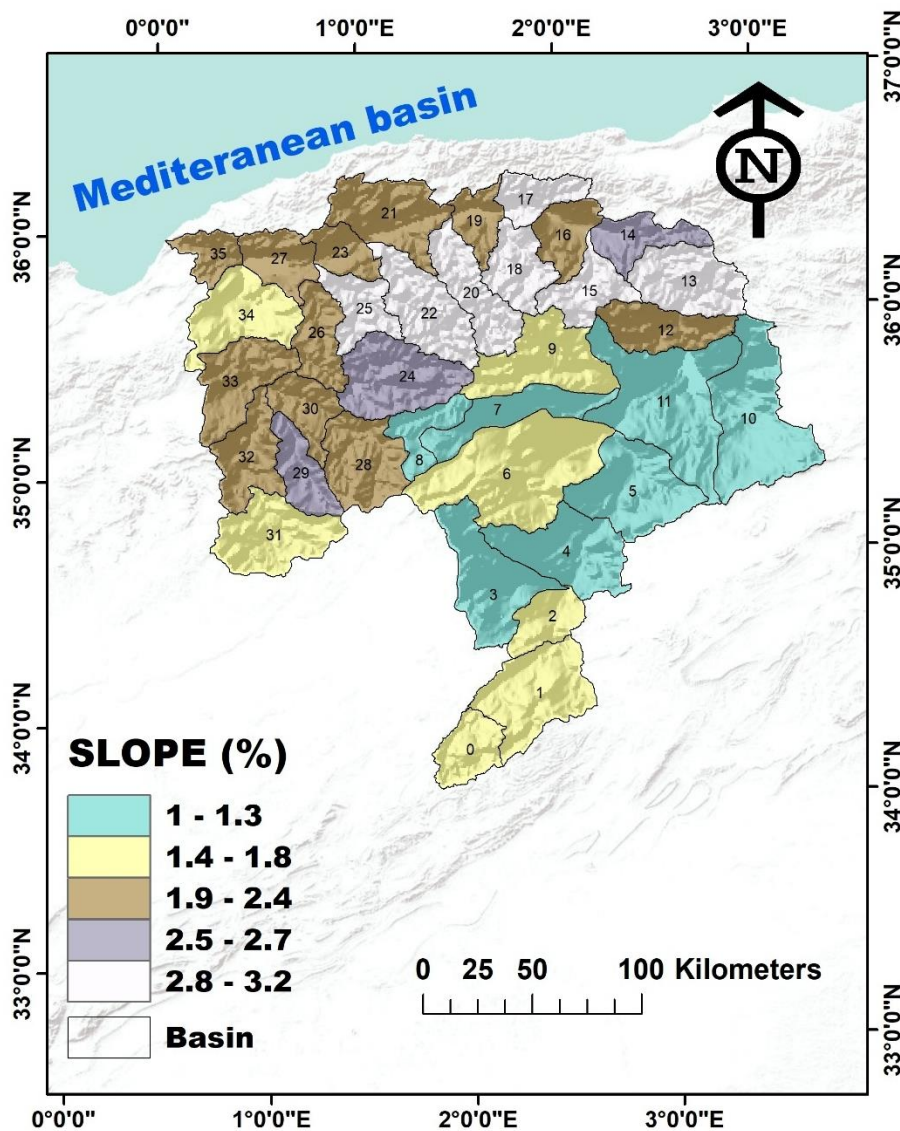 0°0'0" 1°0'0"E 2°0'0"E 3°0'0"E
37°0'0"N
Mediteranean basin
N
17
21
19
16
14
36°0'0"N
35
27
23
18
13
36°0'0"N
25
20
15
34
22
26
12
9
24
33
30
7
11
10
32
28
8
29
6
5
35°0'0"N
31
4
35°0'0"N
3
2
1
0
34°0'0"N
34°0'0"N
SLOPE (%)
1 - 1.3
1.4 - 1.8
1.9 - 2.4
2.5 - 2.7
2.8 - 3.2
Basin
0 25 50 100 Kilometers
33°0'0"N
33°0'0"N
0°0'0" 1°0'0"E 2°0'0"E 3°0'0"E